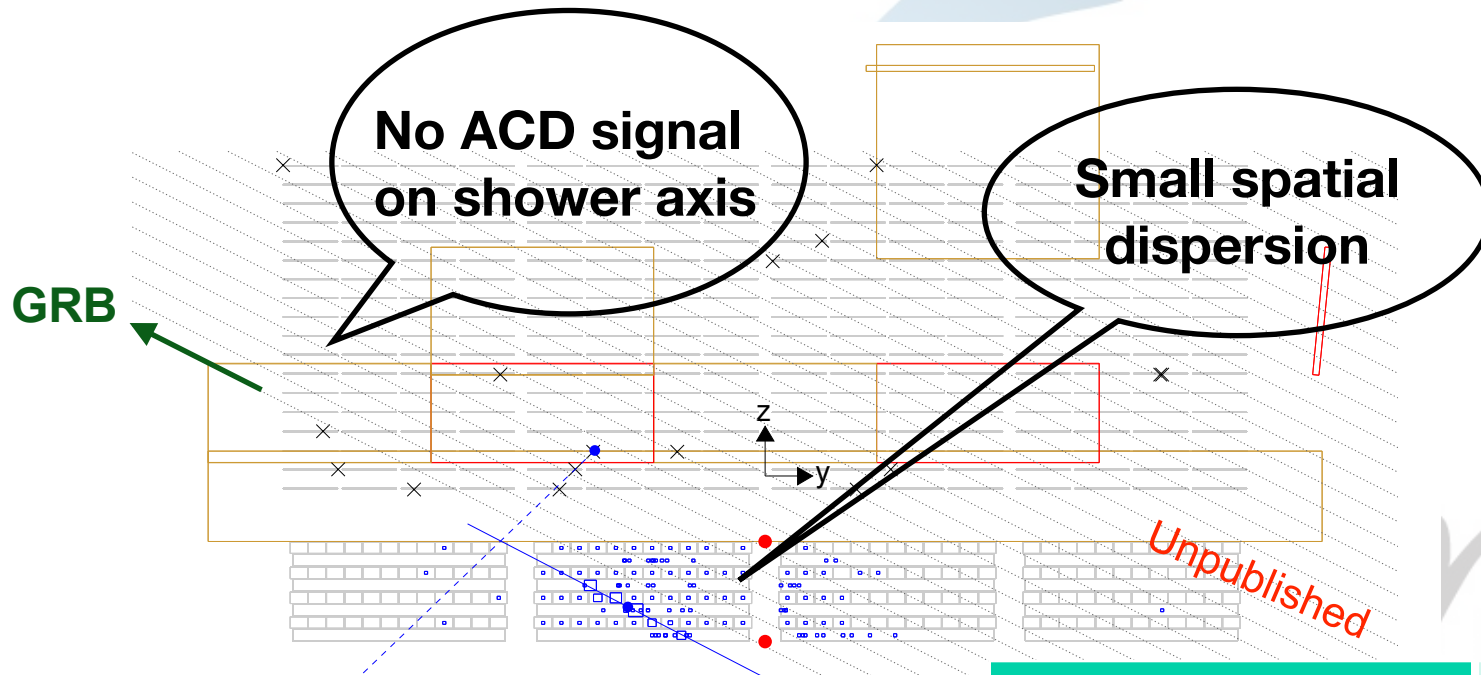 No ACD signal
on shower axis
Small spatial
dispersion
GRB
z
y
Unpublished